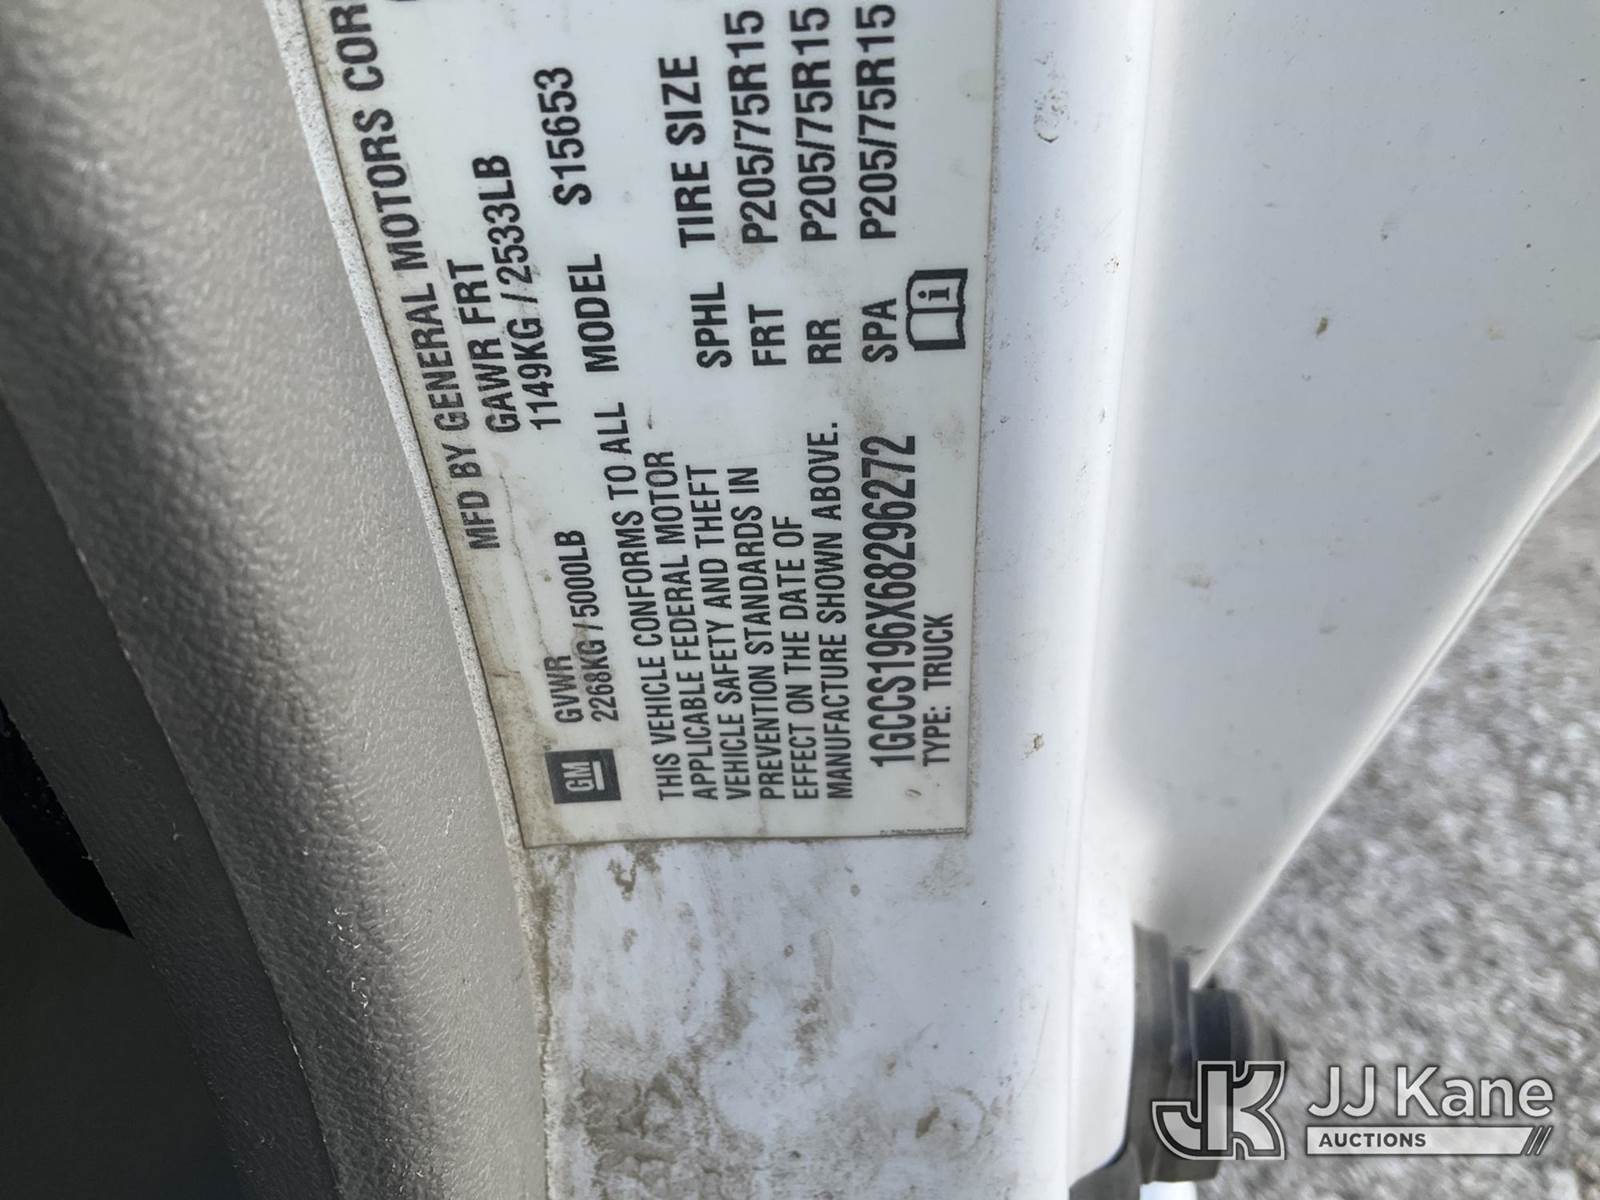 MFD BY GENERAL MOTORS COR
GM
GVWR GAWR FRT
2268KG / 5000LB 1149KG / 2533LB
THIS VEHICLE CONFORMS TO ALL MODEL S15653
APPLICABLE FEDERAL MOTOR
VEHICLE SAFETY AND THEFT
PREVENTION STANDARDS IN
EFFECT ON THE DATE OF
MANUFACTURE SHOWN ABOVE.
SPHL TIRE SIZE
FRT P205/75R15
RR P205/75R15
SPA P205/75R15
1GCCS196X68296272
TYPE: TRUCK
i
JK
JJ Kane
AUCTIONS